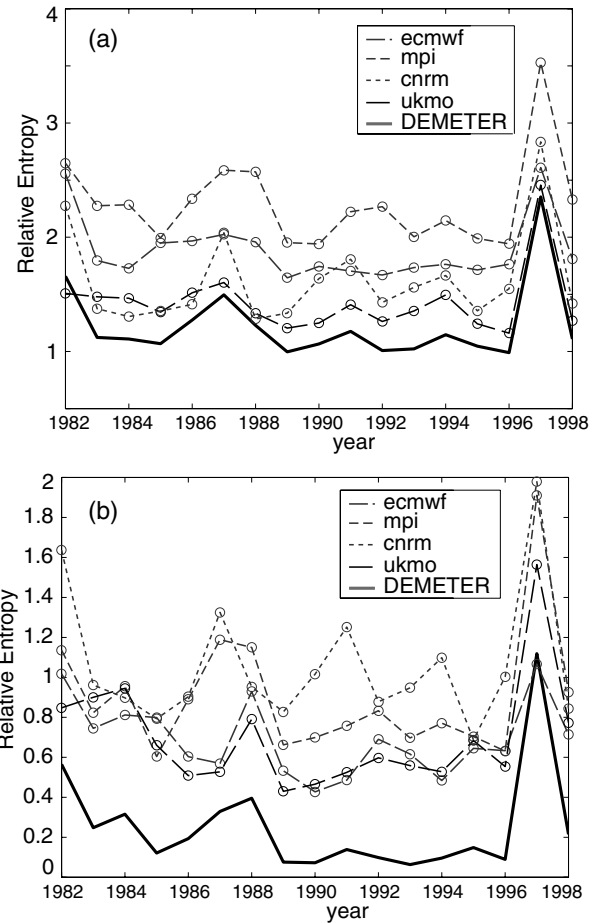 4
3
2
1
Relative Entropy
(a)
ecmwf
mpi
cnrm
ukmo
DEMETER
1982 1984 1986 1988 1990 1992 1994 1996 1998
year
2
1.8
1.6
1.4
1.2
1
0.8
0.6
0.4
0.2
0
Relative Entropy
(b)
ecmwf
mpi
cnrm
ukmo
DEMETER
1982 1984 1986 1988 1990 1992 1994 1996 1998
year